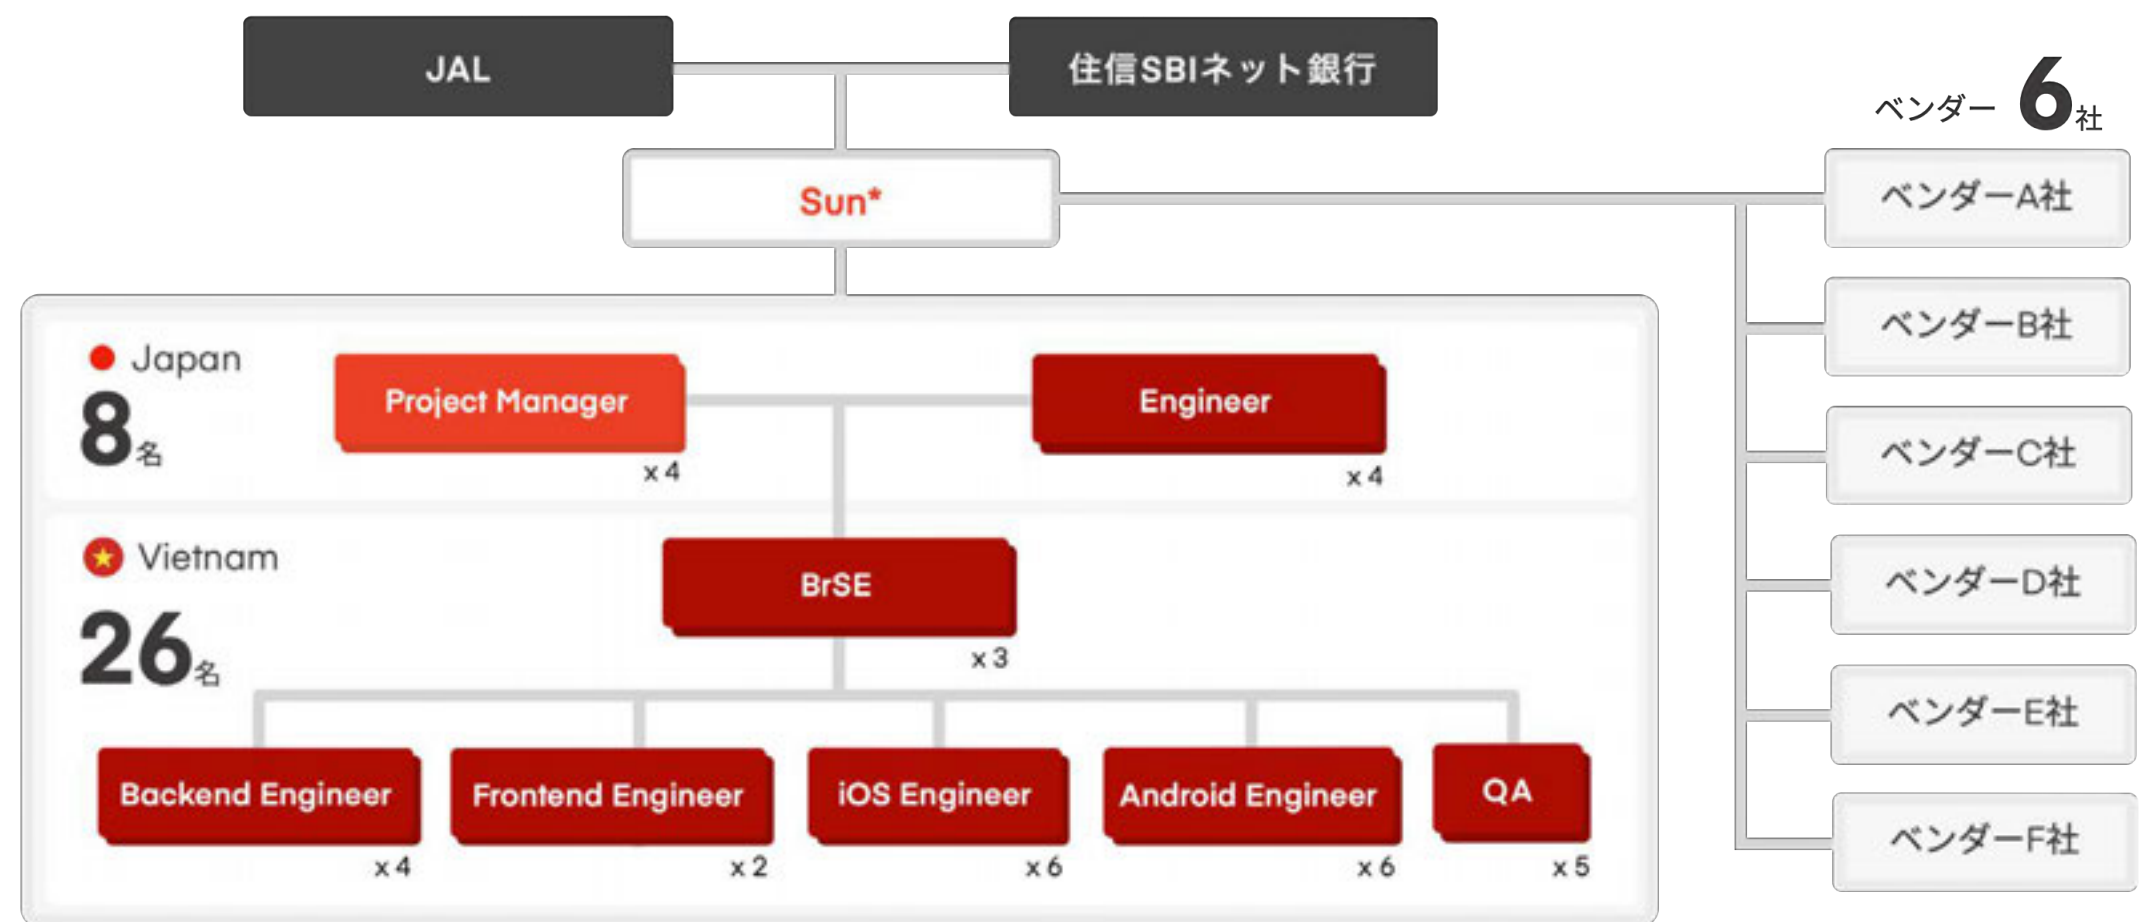 JAL
住信SBIネット銀行
ベンダー 6社
Sun*
ベンダーA社
ベンダーB社
ベンダーC社
ベンダーD社
ベンダーE社
ベンダーF社
Japan
8名
Project Manager
x 4
Engineer
x 4
Vietnam
26名
BrSE
x 3
Backend Engineer
x 4
Frontend Engineer
x 2
iOS Engineer
x 6
Android Engineer
x 6
QA
x 5